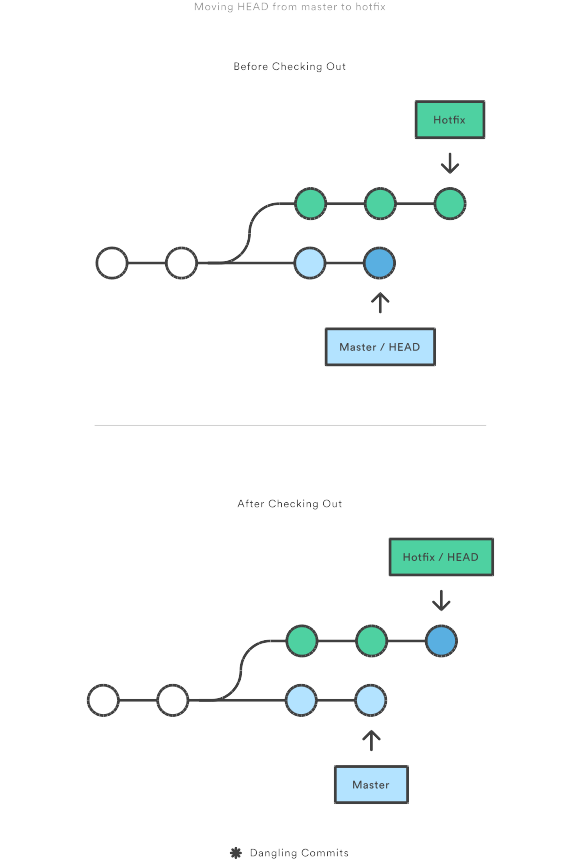 Moving HEAD from master to hotfix
Before Checking Out
Hotfix
Master / HEAD
After Checking Out
Hotfix / HEAD
Master
Dangling Commits